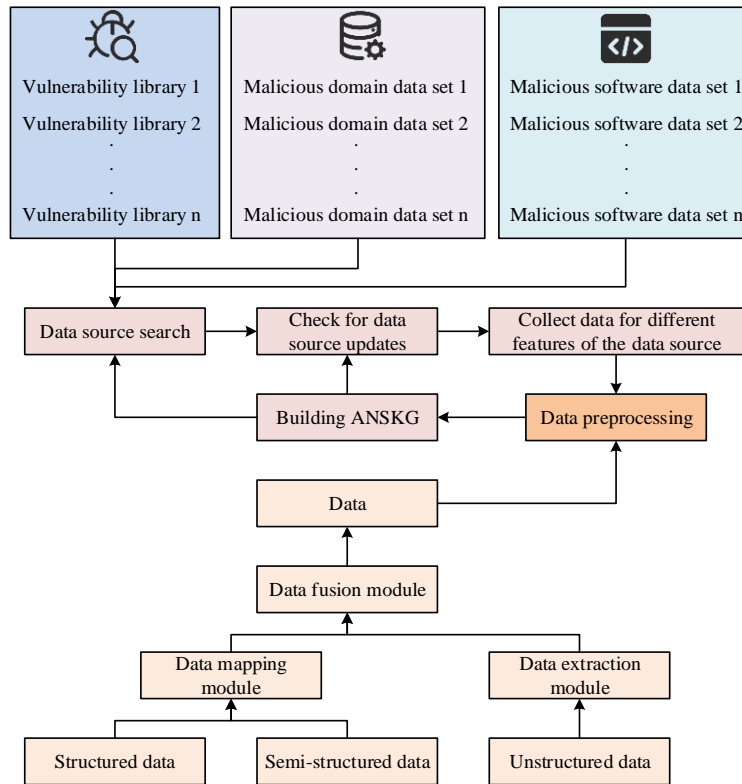 </>
Vulnerability library 1
Vulnerability library 2
.
.
.
Vulnerability library n
Malicious domain data set 1
Malicious domain data set 2
.
.
.
Malicious domain data set n
Malicious software data set 1
Malicious software data set 2
.
.
.
Malicious software data set n
Data source search
Check for data
source updates
Collect data for different
features of the data source
Building ANSKG
Data preprocessing
Data
Data fusion module
Data mapping
module
Data extraction
module
Structured data
Semi-structured data
Unstructured data